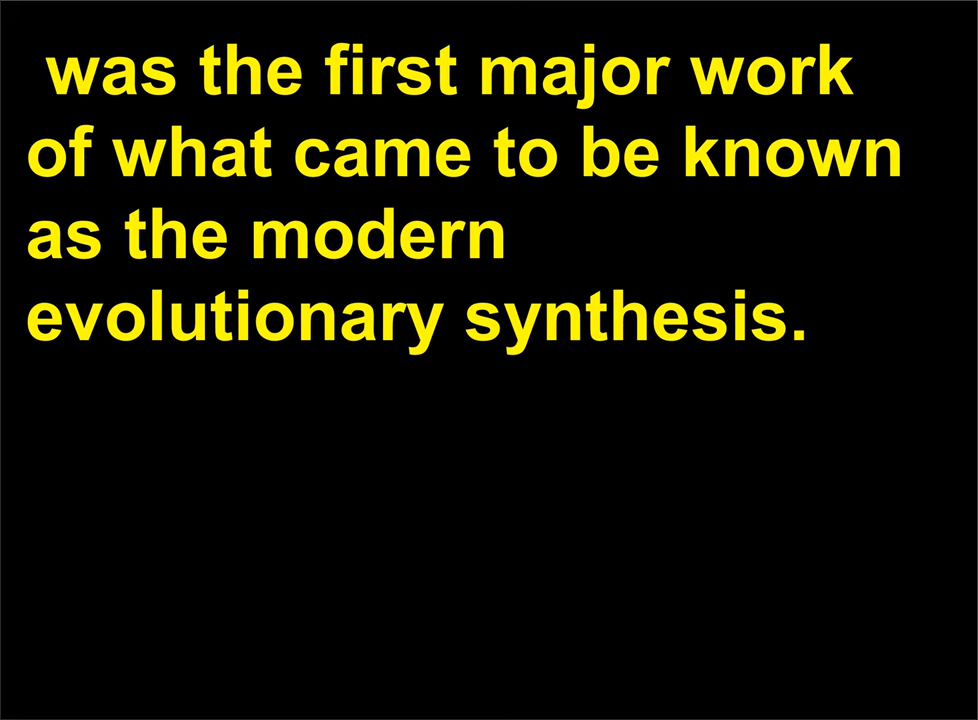 was the first major work
of what came to be known
as the modern
evolutionary synthesis.